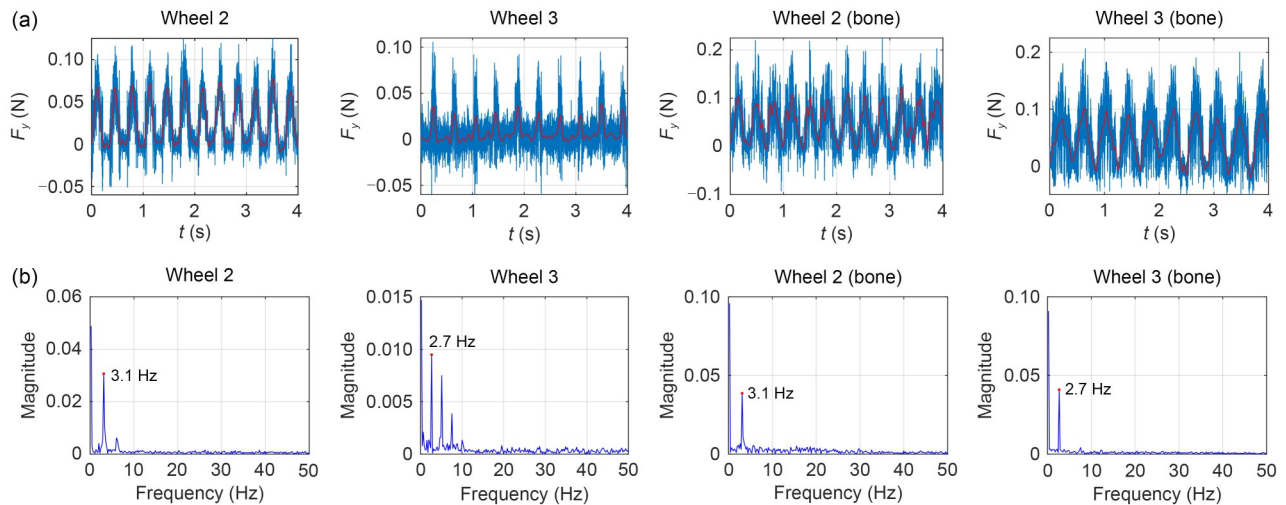 (a)
Wheel 2
Wheel 3
Wheel 2 (bone)
Wheel 3 (bone)
0.10
0.05
0
−0.05
Fy (N)
0 1 2 3 4
t (s)
0.10
0.05
0
−0.05
Fy (N)
0 1 2 3 4
t (s)
0.2
0.1
0
−0.1
Fy (N)
0 1 2 3 4
t (s)
0.2
0.1
0
Fy (N)
0 1 2 3 4
t (s)
(b)
Wheel 2
Wheel 3
Wheel 2 (bone)
Wheel 3 (bone)
0.06
0.04
0.02
0
Magnitude
3.1 Hz
0 10 20 30 40 50
Frequency (Hz)
0.015
0.010
0.005
0
Magnitude
2.7 Hz
0 10 20 30 40 50
Frequency (Hz)
0.10
0.05
0
Magnitude
3.1 Hz
0 10 20 30 40 50
Frequency (Hz)
0.10
0.05
0
Magnitude
2.7 Hz
0 10 20 30 40 50
Frequency (Hz)